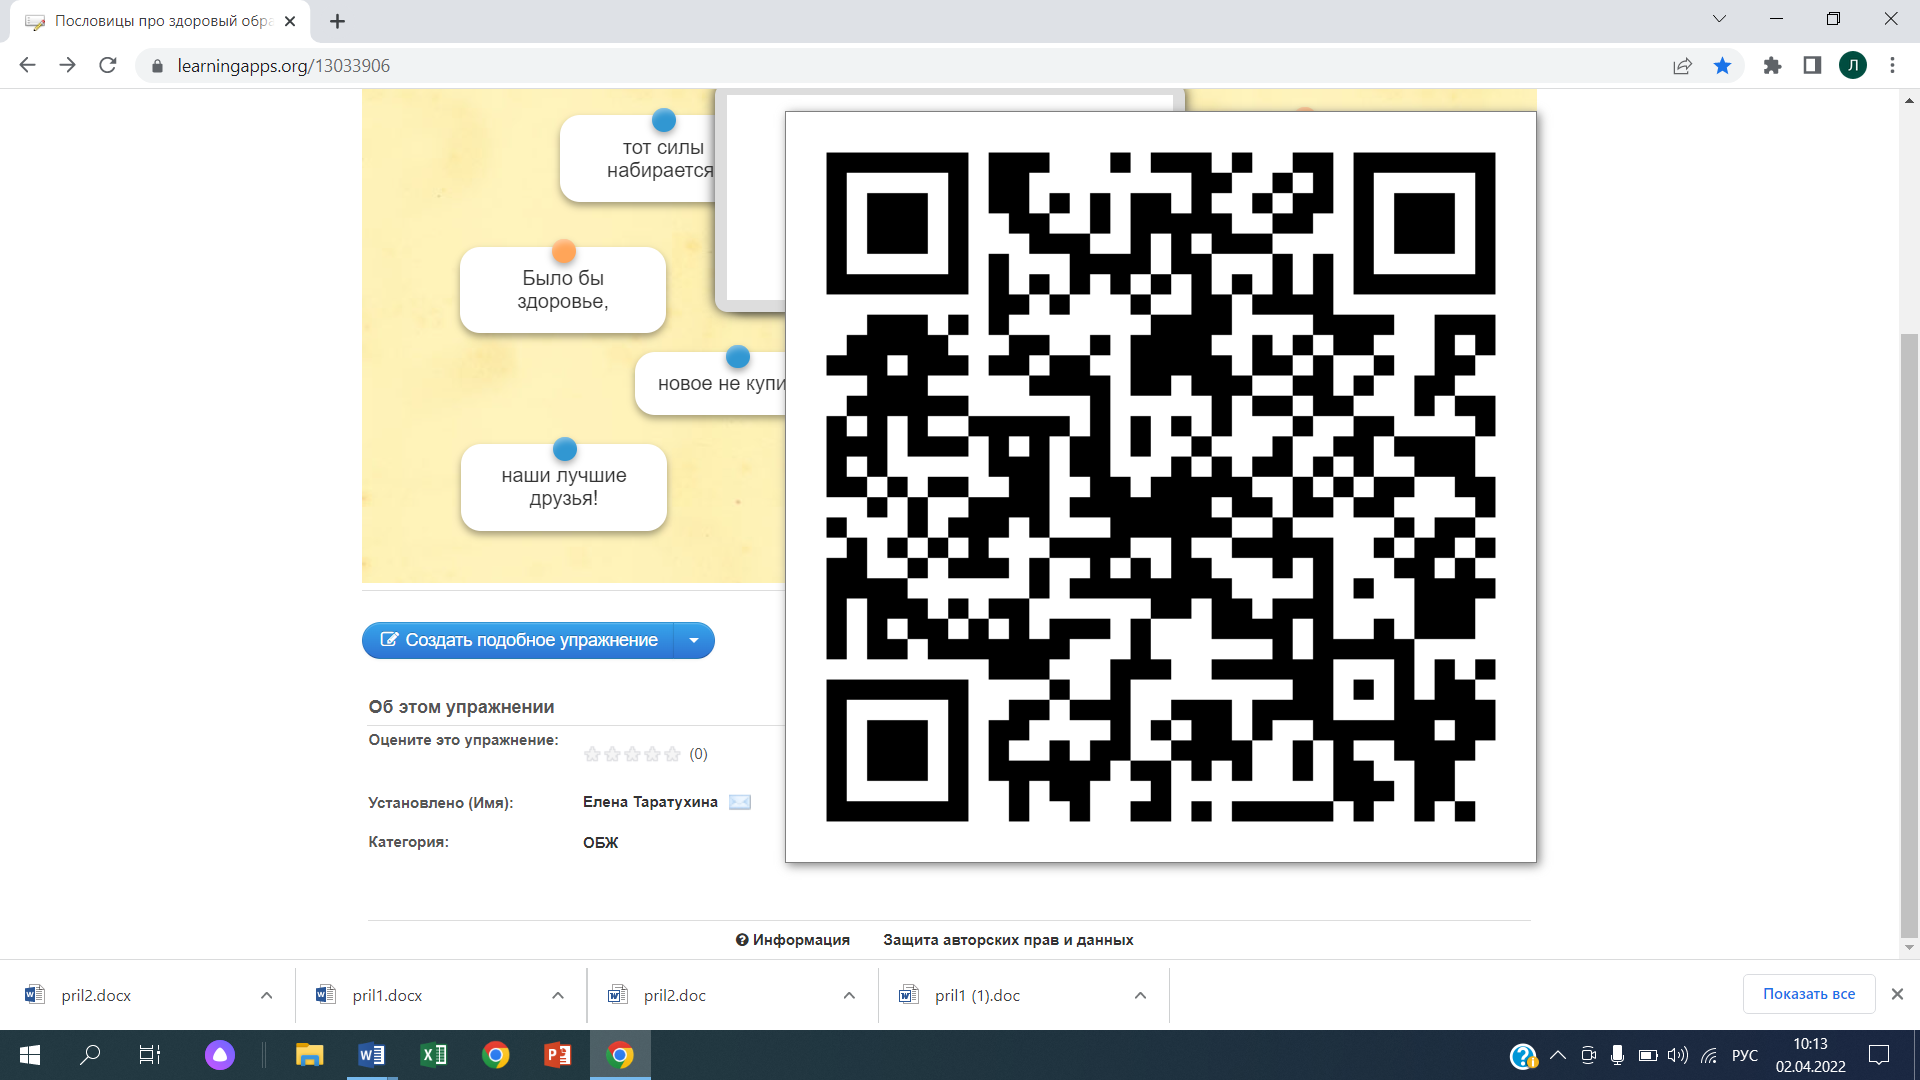 Пословицы про здоровый обра
learningapps.org/13033906
Л
тот силы
набирается
Было бы
здоровье,
новое не купи
наши лучшие
друзья!
Создать подобное упражнение
Об этом упражнении
Оцените это упражнение:
(0)
Установлено (Имя):
Елена Таратухина
Категория:
ОБЖ
Информация
Защита авторских прав и данных
pril2.docx
pril1.docx
pril2.doc
pril1 (1).doc
Показать все
РУС
10:13
02.04.2022